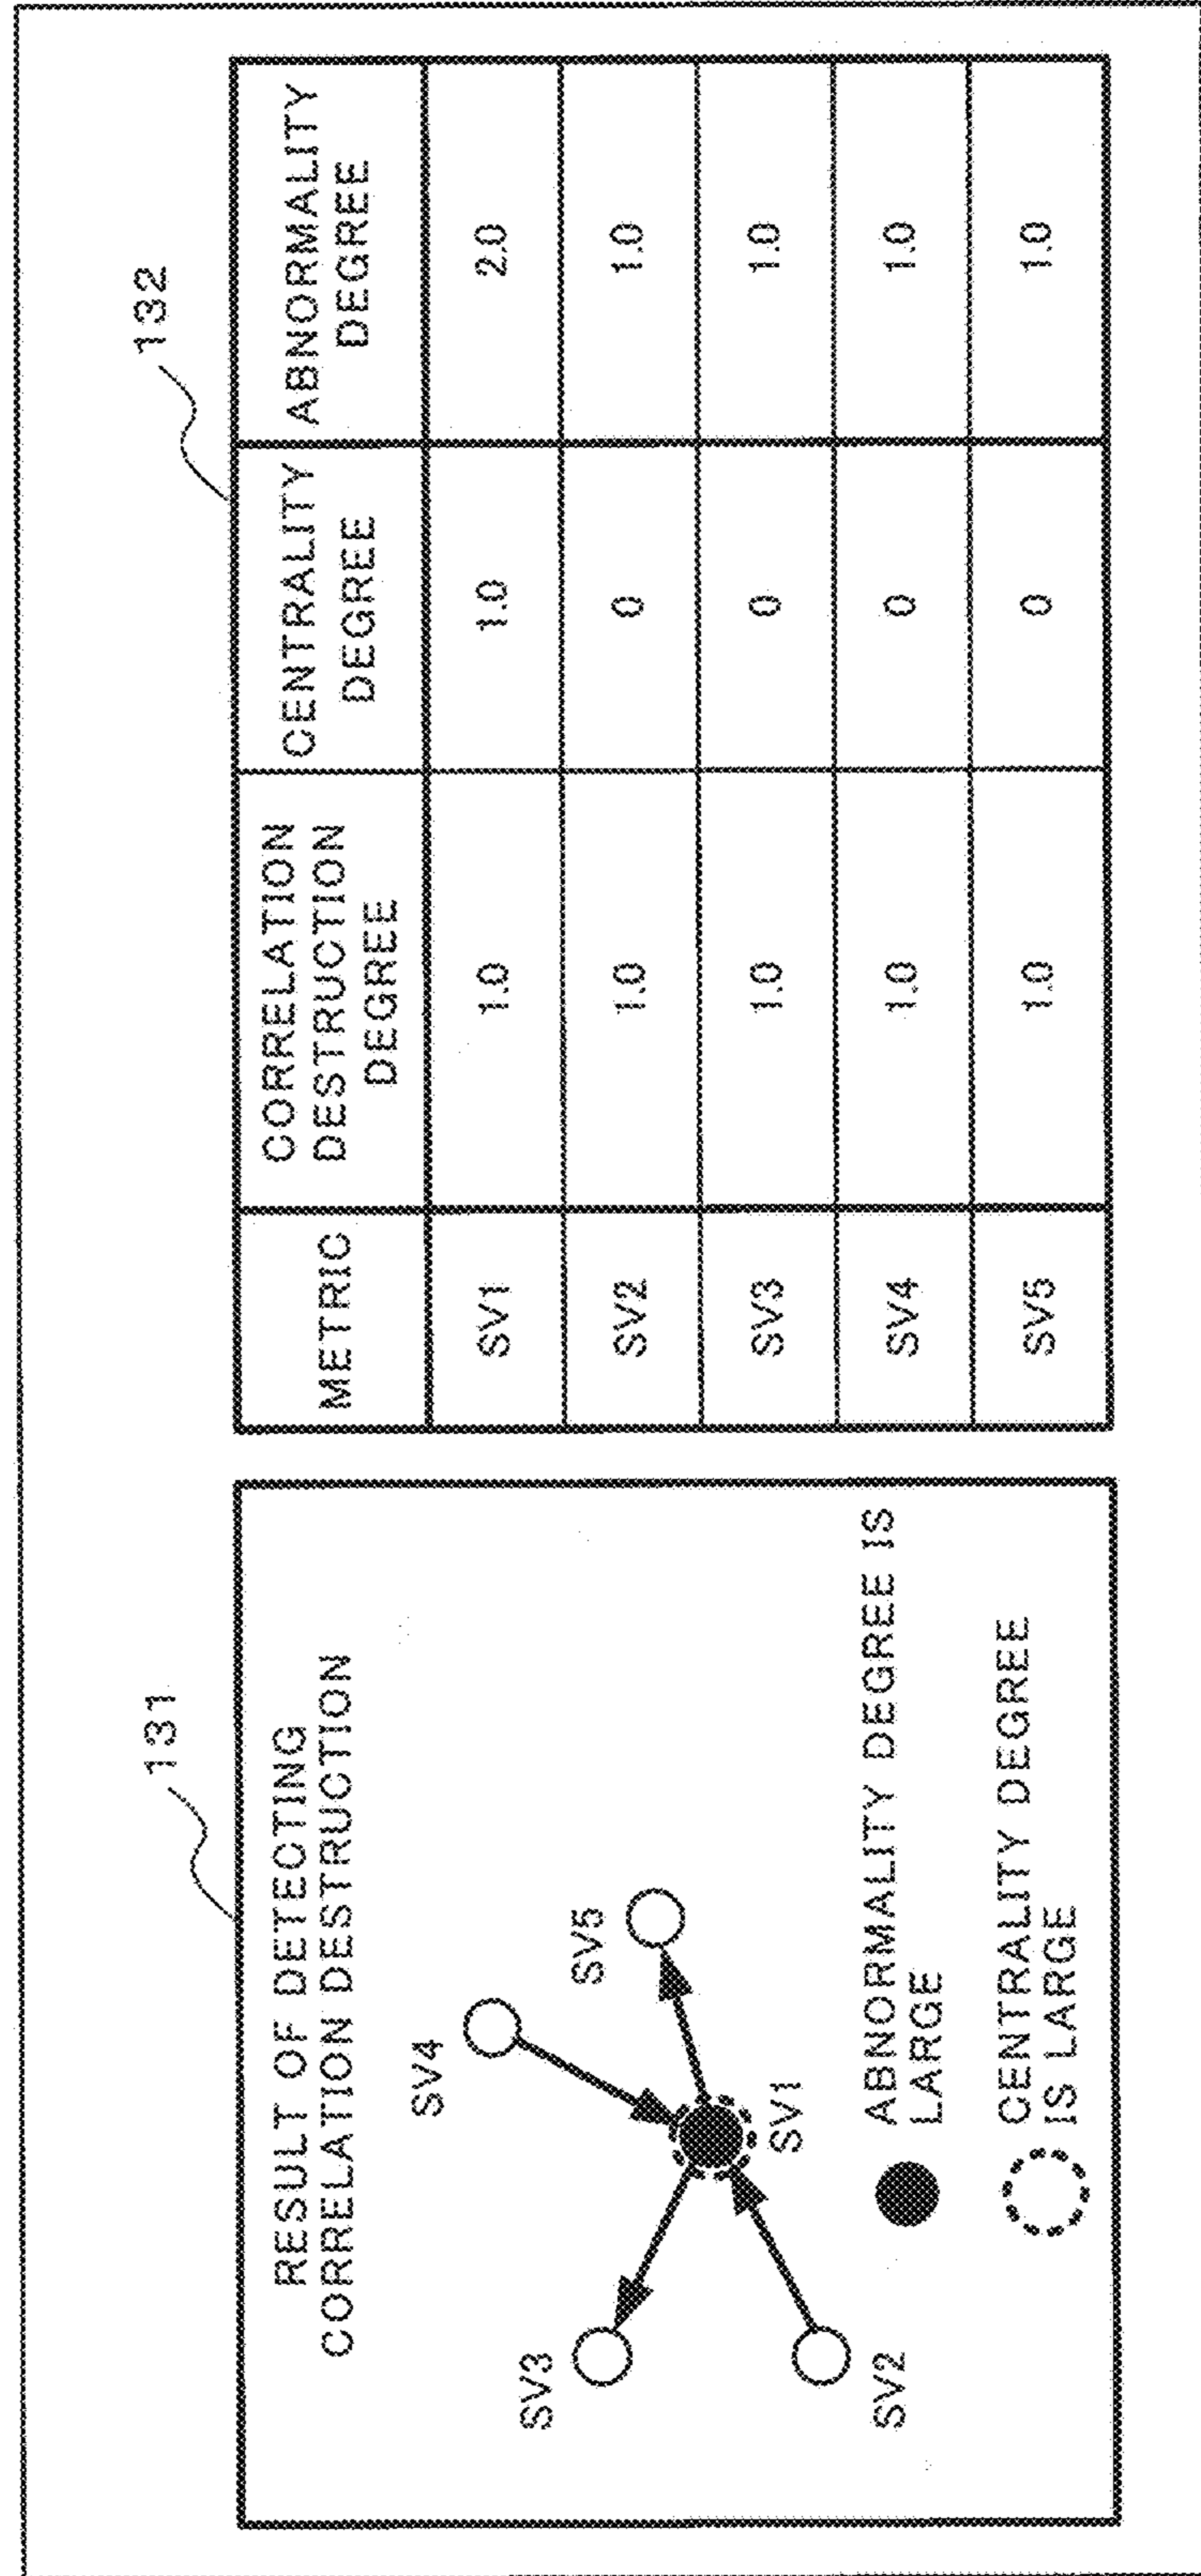 131
RESULT OF DETECTING
CORRELATION DESTRUCTION
SV4
SV5
SV3
SV1
SV2
ABNORMALITY DEGREE IS
LARGE
CENTRALITY DEGREE
IS LARGE
132
METRIC
CORRELATION
DESTRUCTION
DEGREE
CENTRALITY
DEGREE
ABNORMALITY
DEGREE
SV1 1.0 1.0 2.0
SV2 1.0 0 1.0
SV3 1.0 0 1.0
SV4 1.0 0 1.0
SV5 1.0 0 1.0